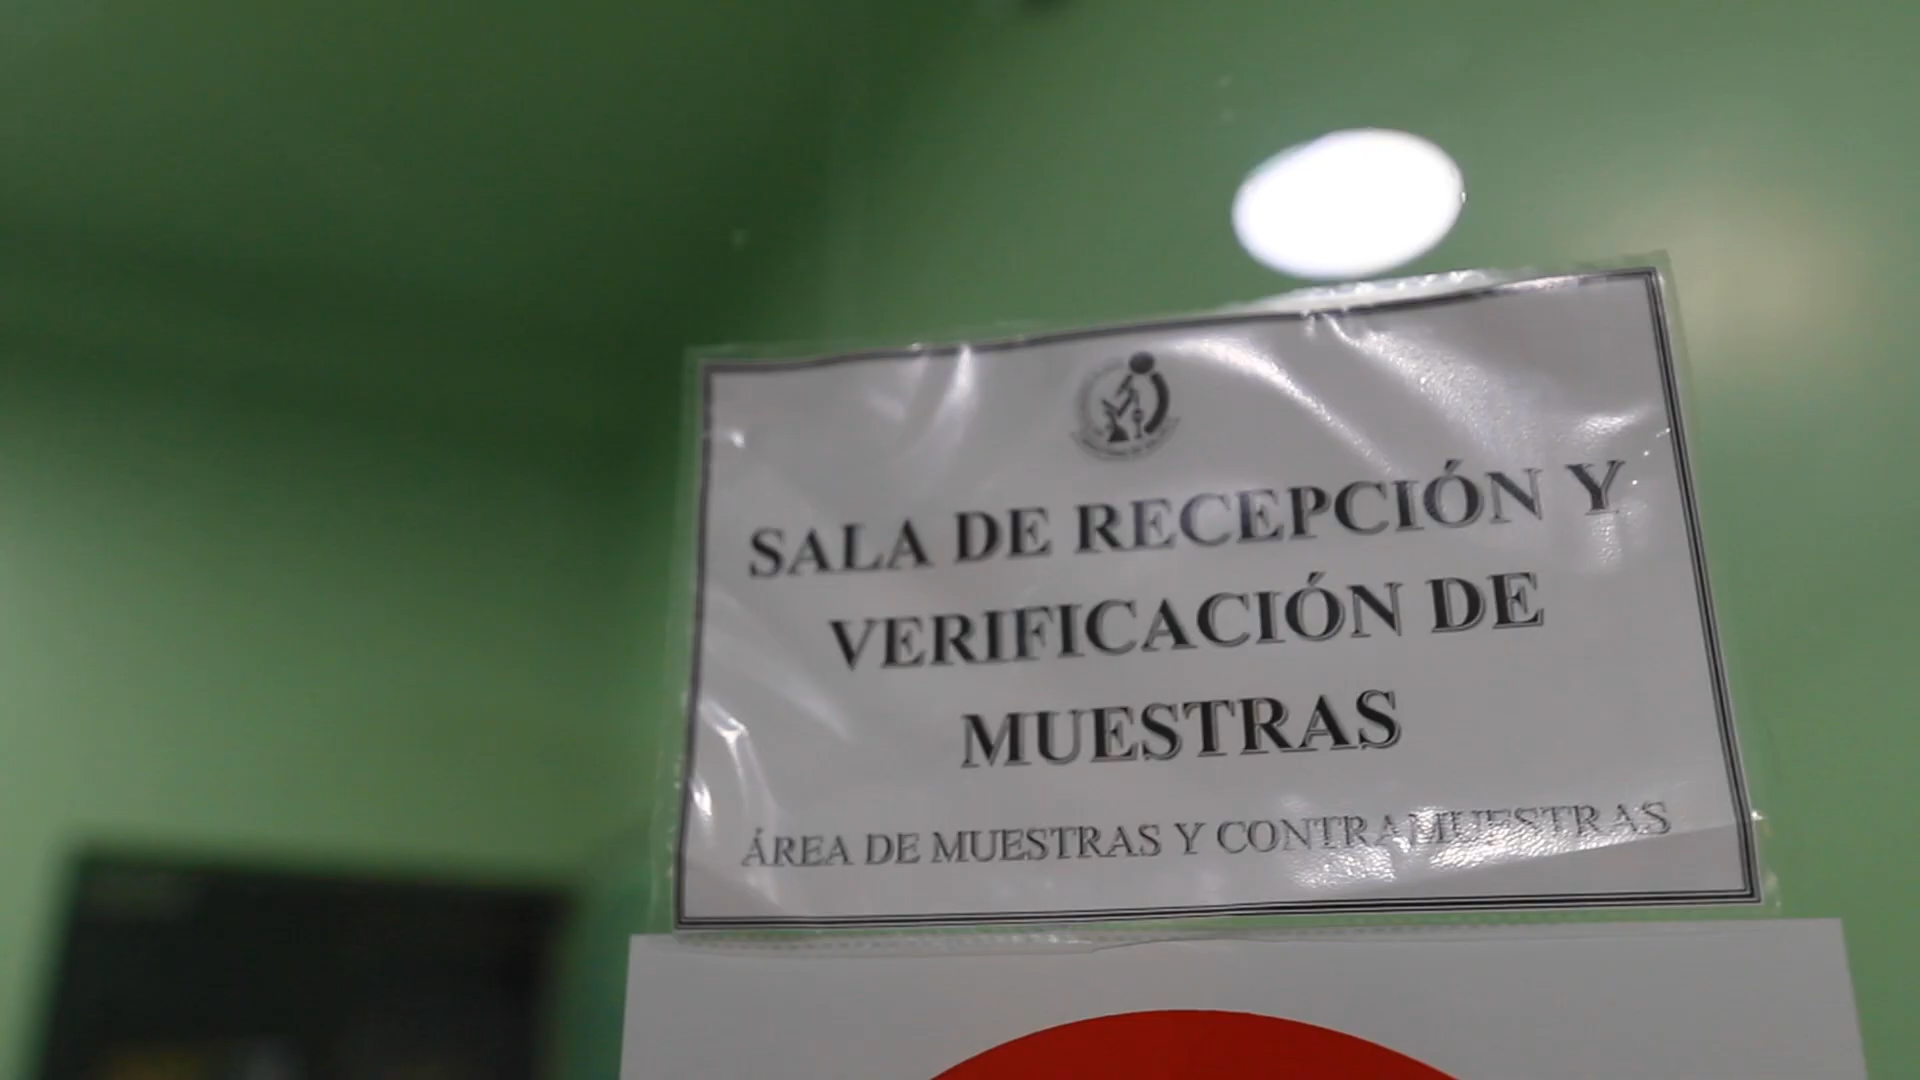 SALA DE RECEPCIÓN Y
VERIFICACIÓN DE
MUESTRAS
ÁREA DE MUESTRAS Y CONTRAMUESTRAS